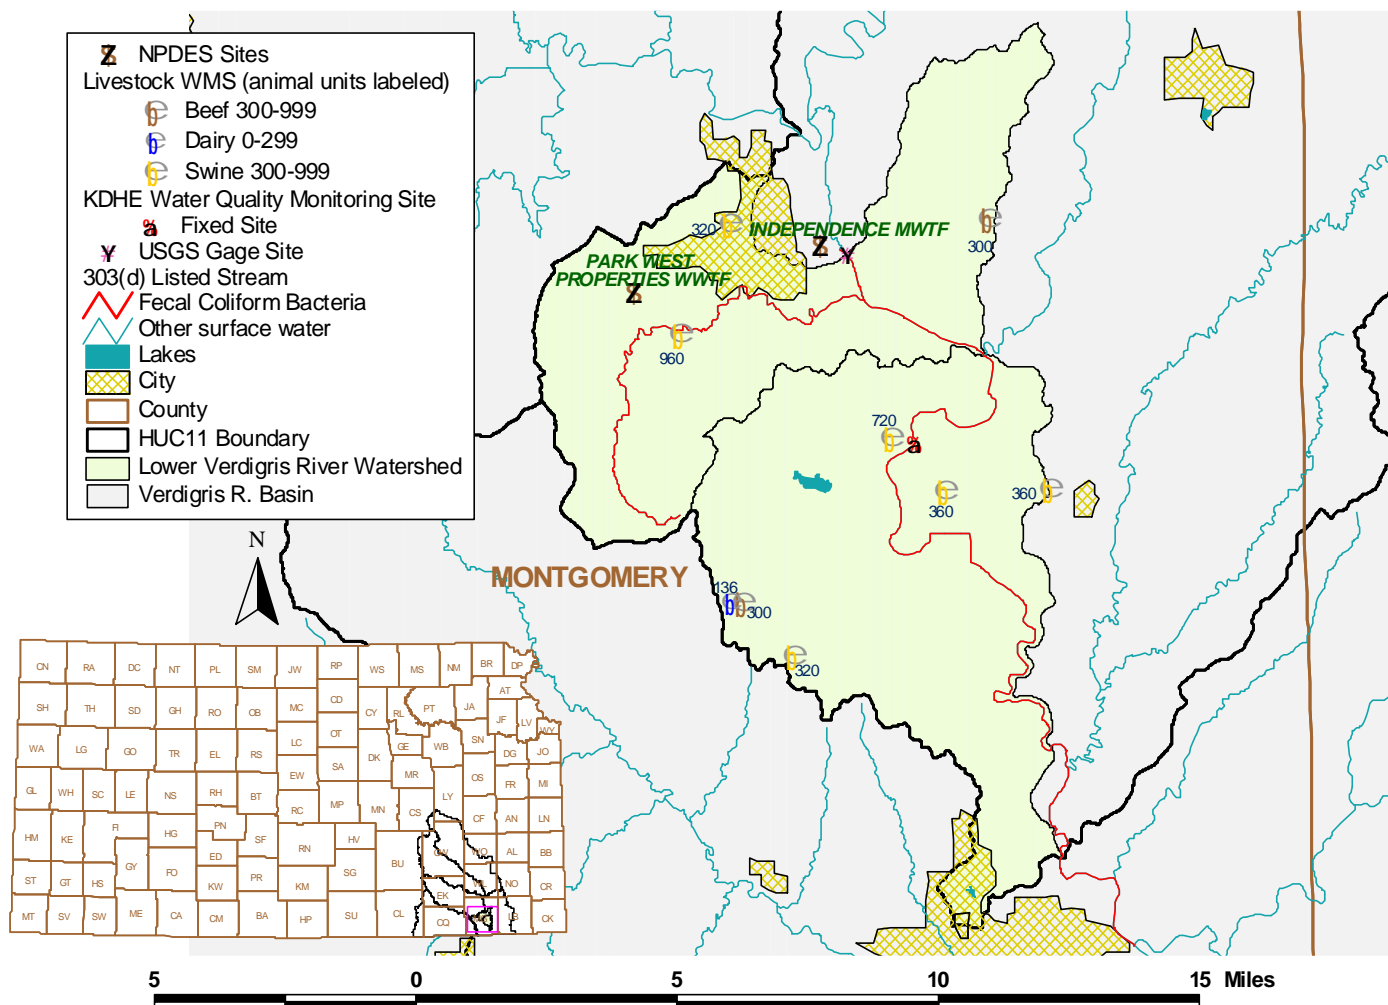 NPDES Sites
Livestock WMS (animal units labeled)
Beef 300-999
Dairy 0-299
Swine 300-999
KDHE Water Quality Monitoring Site
Fixed Site
USGS Gage Site
303(d) Listed Stream
Fecal Coliform Bacteria
Other surface water
Lakes
City
County
HUC11 Boundary
Lower Verdigris River Watershed
Verdigris R. Basin
320
INDEPENDENCE MWTF
300
PARK WEST
PROPERTIES WWTF
960
720
360
360
MONTGOMERY
136
300
320
N
CN RA DC NT PL SM JW RP WS MS NM BR DP
SH TH SD GH RO OB MC CD CY RL PT JA AT
JF LV WY
WA LG GO TR EL RS LC OT SA DK GE WB SN DG JO
GL WH SC LE NS RH BT EW RC MP MN MR CS LY OS FR MI
HM KE FI HG PN SF RN HV CF AN LN
ST GT HS GY FO ED KW PR KM SG BU GW WO AL BB
MT SV SW ME CA CM BA HP SU CL EK CQ WL NO CR LB CK
5 0 5 10 15 Miles